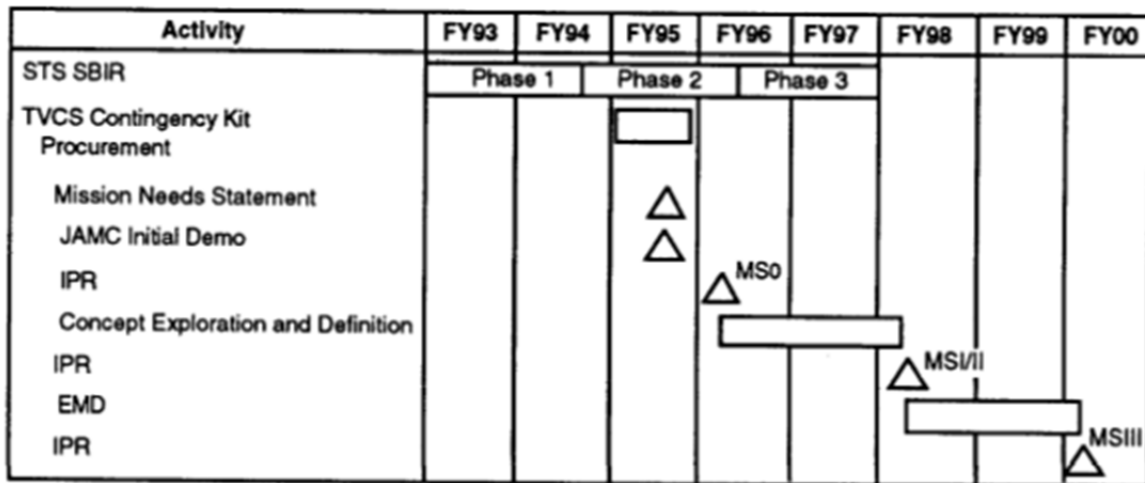 Activity FY93 FY94 FY95 FY96 FY97 FY98 FY99 FY00
STS SBIR Phase 1 Phase 2 Phase 3
TVCS Contingency Kit
Procurement
Mission Needs Statement
JAMC Initial Demo
IPR MS0
Concept Exploration and Definition
IPR MSI/II
EMD
IPR MSIII